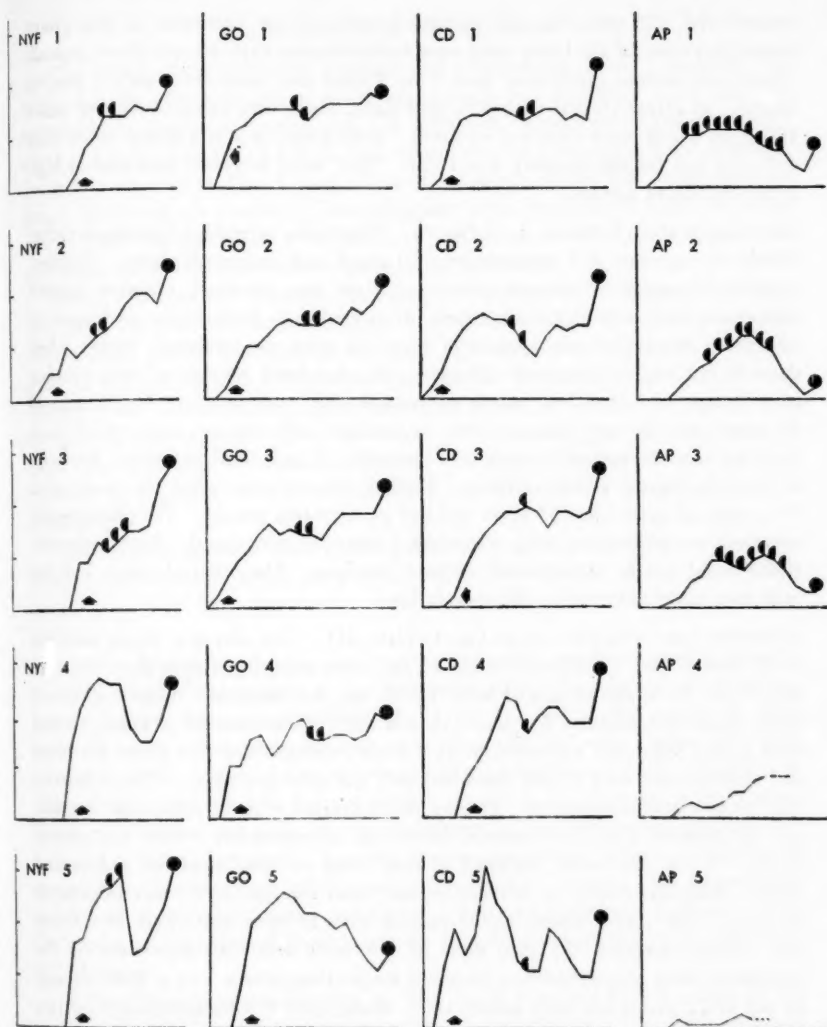 NYF 1 GO 1 CD 1 AP 1
NYF 2 GO 2 CD 2 AP 2
NYF 3 GO 3 CD 3 AP 3
NYF 4 GO 4 CD 4 AP 4
NYF 5 GO 5 CD 5 AP 5